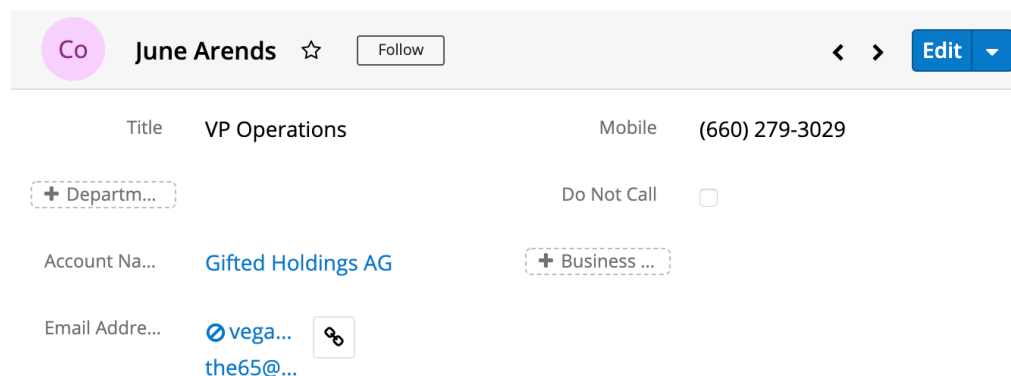 Co June Arends Follow Edit
Title VP Operations Mobile (660) 279-3029
Departm... Do Not Call
Account Na... Gifted Holdings AG Business ...
Email Addre... vega...
the65@...